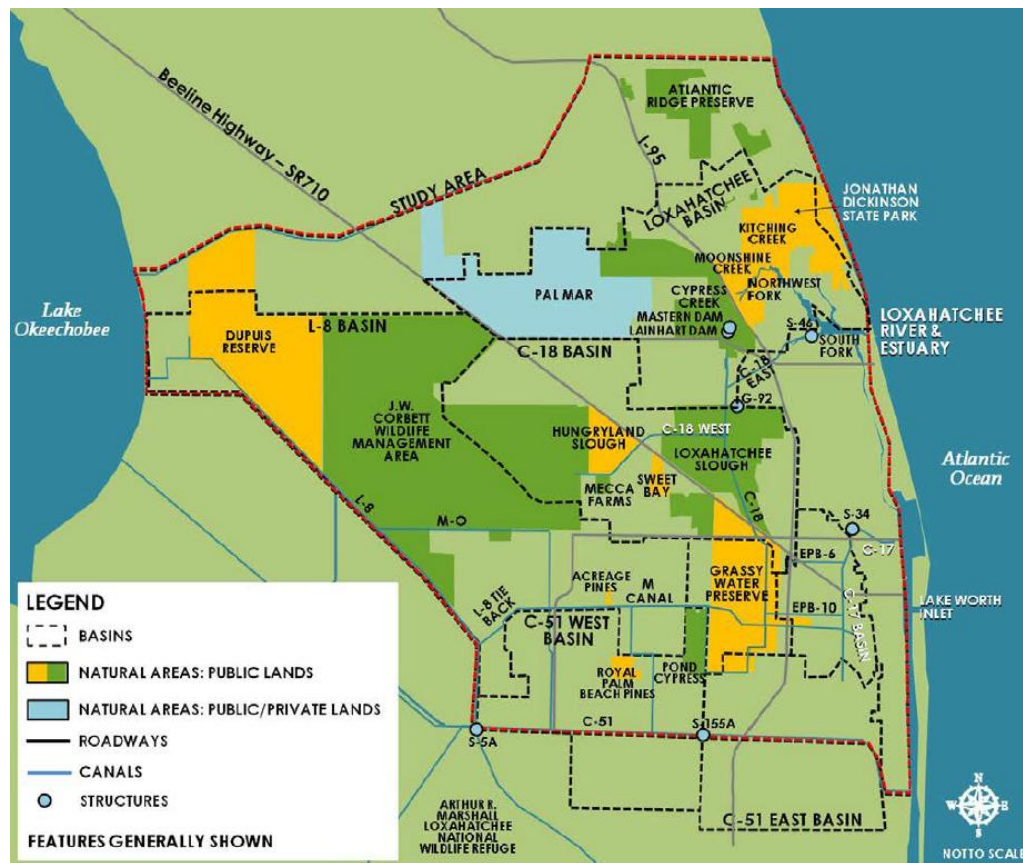 ATLANTIC
RIDGE PRESERVE
Beeline Highway – SR710
I-95
STUDY AREA
LOXAHATCHEE
BASIN
JONATHAN
DICKINSON
STATE PARK
KITCHING
CREEK
MOONSHINE
CREEK
NORTHWEST
FORK
PAL MAR
CYPRESS
CREEK
MASTERN DAM
LAINHART DAM
Lake
Okeechobee
L-8 BASIN
DUPUIS
RESERVE
C-18 BASIN
S-46
SOUTH
FORK
LOXAHATCHEE
RIVER &
ESTUARY
C-18
EAST
G-92
J.W.
CORBETT
WILDLIFE
MANAGEMENT
AREA
HUNGRYLAND
SLOUGH
C-18 WEST
LOXAHATCHEE
SLOUGH
Atlantic
Ocean
MECCA
FARMS
SWEET
BAY
C-18
L-8
M-O
S-34
C-17
EPB-6
GRASSY
WATER
PRESERVE
ACREAGE
PINES
M
CANAL
L-8 TIE
BACK
C-51 WEST
BASIN
EPB-10
C-17 BASIN
LAKE WORTH
INLET
ROYAL
PALM
BEACH PINES
POND
CYPRESS
C-51
S-5A
S-155A
ARTHUR R.
MARSHALL
LOXAHATCHEE
NATIONAL
WILDLIFE REFUGE
C-51 EAST BASIN
LEGEND
BASINS
NATURAL AREAS: PUBLIC LANDS
NATURAL AREAS: PUBLIC/PRIVATE LANDS
ROADWAYS
CANALS
STRUCTURES
FEATURES GENERALLY SHOWN
N
W E
S
NOT TO SCALE